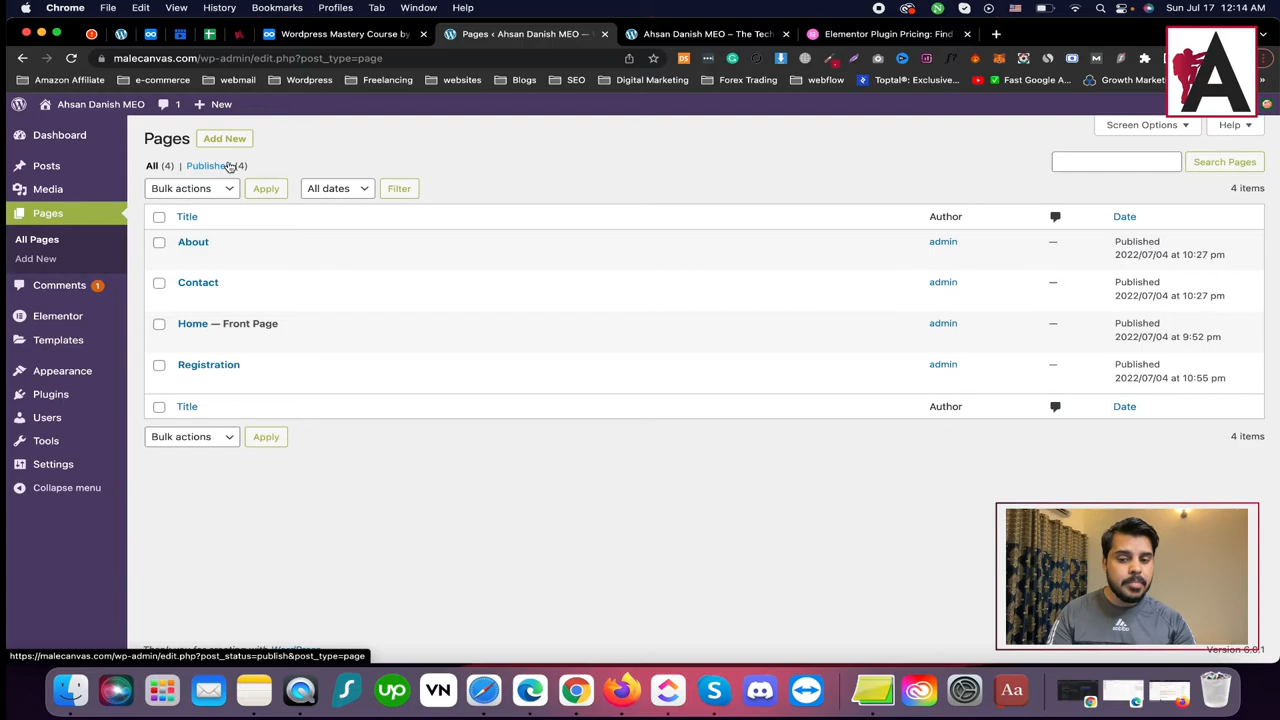 Chrome File Edit View History Bookmarks Profiles Tab Window Help Sun Jul 17 12:14 AM
Wordpress Mastery Course by Pages ‹ Ahsan Danish MEO — Ahsan Danish MEO — The Tech Elementor Plugin Pricing: Find
malecanvas.com/wp-admin/edit.php?post_type=page
Amazon Affiliate e-commerce webmail Wordpress Freelancing websites Blogs SEO Digital Marketing Forex Trading webflow Toptal®: Exclusive... Fast Google A... Growth Market
A
Ahsan Danish MEO 1 New
Dashboard
Posts
Media
Pages
All Pages
Add New
Comments 1
Elementor
Templates
Appearance
Plugins
Users
Tools
Settings
Collapse menu
Screen Options Help
Pages Add New
All (4) | Published (4)
Search Pages
Bulk actions Apply All dates Filter 4 items
Title Author Date
About admin — Published
2022/07/04 at 10:27 pm
Contact admin — Published
2022/07/04 at 10:27 pm
Home — Front Page admin — Published
2022/07/04 at 9:52 pm
Registration admin — Published
2022/07/04 at 10:55 pm
Title Author Date
Bulk actions Apply 4 items
adidas
Version 6.0.1
https://malecanvas.com/wp-admin/edit.php?post_status=publish&post_type=page
up VN Aa